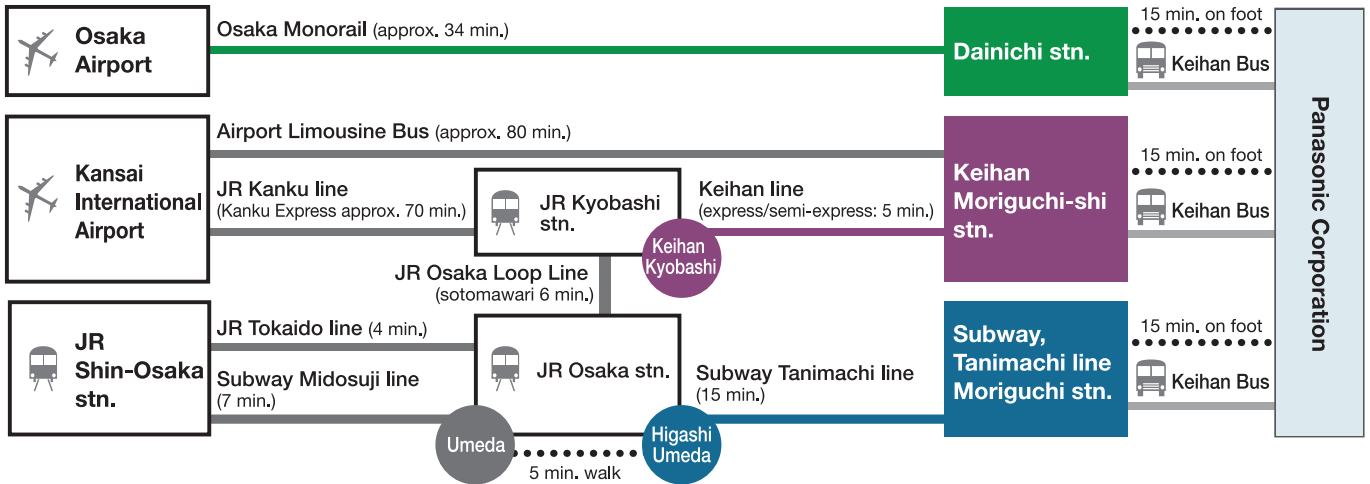 Osaka
Airport
Osaka Monorail (approx. 34 min.)
Dainichi stn.
15 min. on foot
Keihan Bus
Kansai
International
Airport
Airport Limousine Bus (approx. 80 min.)
JR Kanku line
(Kanku Express approx. 70 min.)
JR Kyobashi
stn.
Keihan
Kyobashi
Keihan line
(express/semi-express: 5 min.)
Keihan
Moriguchi-shi
stn.
15 min. on foot
Keihan Bus
JR Osaka Loop Line
(sotomawari 6 min.)
JR
Shin-Osaka
stn.
JR Tokaido line (4 min.)
Subway Midosuji line
(7 min.)
JR Osaka stn.
Umeda
5 min. walk
Higashi
Umeda
Subway Tanimachi line
(15 min.)
Subway,
Tanimachi line
Moriguchi stn.
15 min. on foot
Keihan Bus
Panasonic Corporation